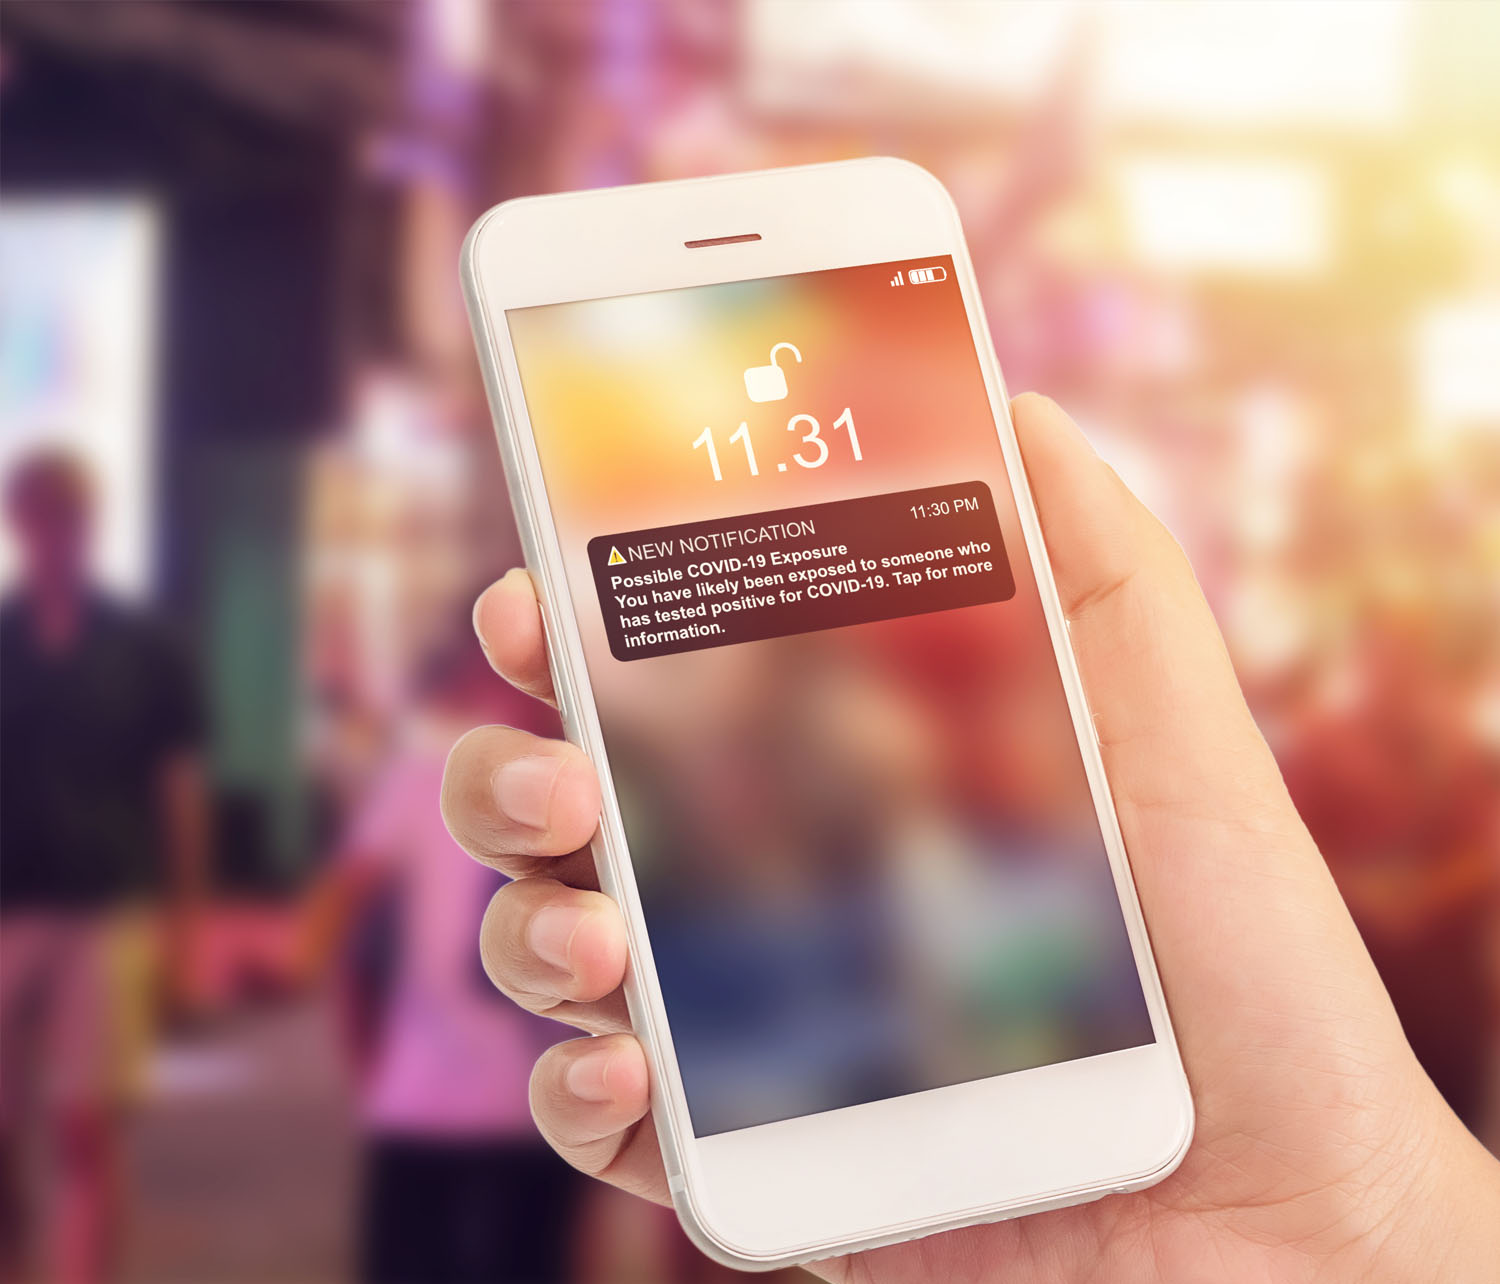 11.31
⚠NEW NOTIFICATION 11:30 PM
Possible COVID-19 Exposure
You have likely been exposed to someone who
has tested positive for COVID-19. Tap for more
information.